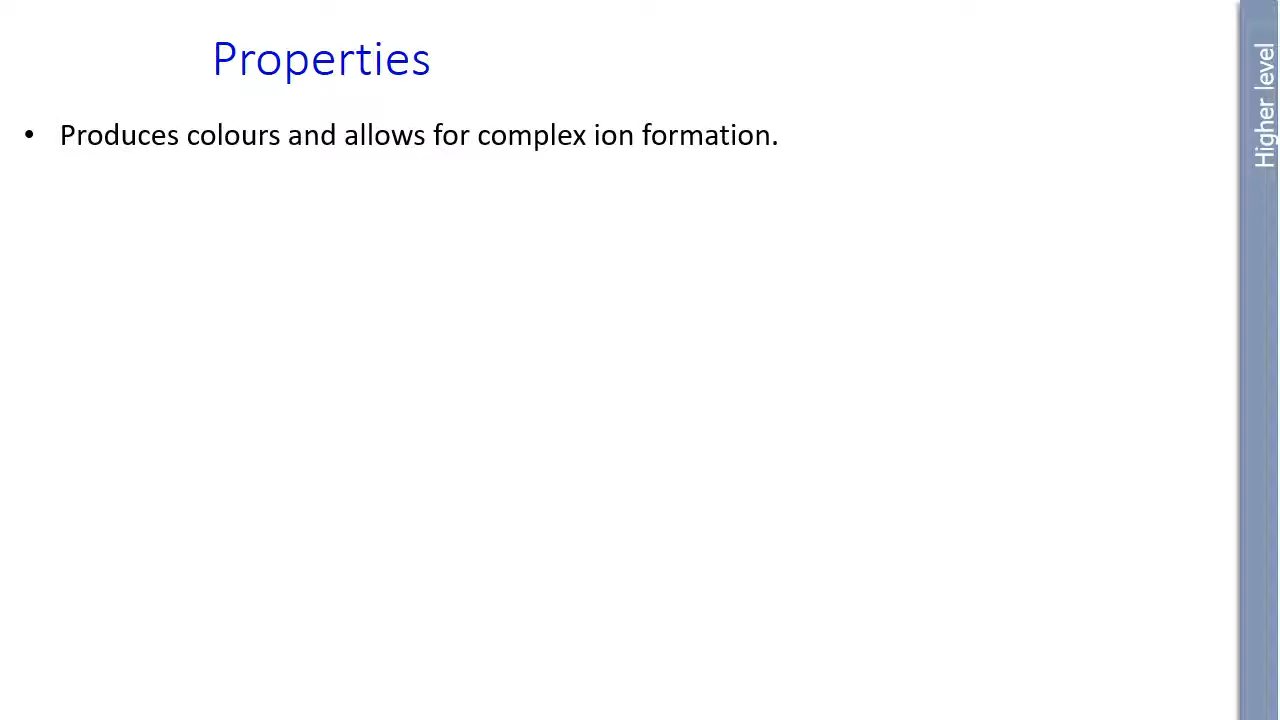 Properties
• Produces colours and allows for complex ion formation.
Higher level